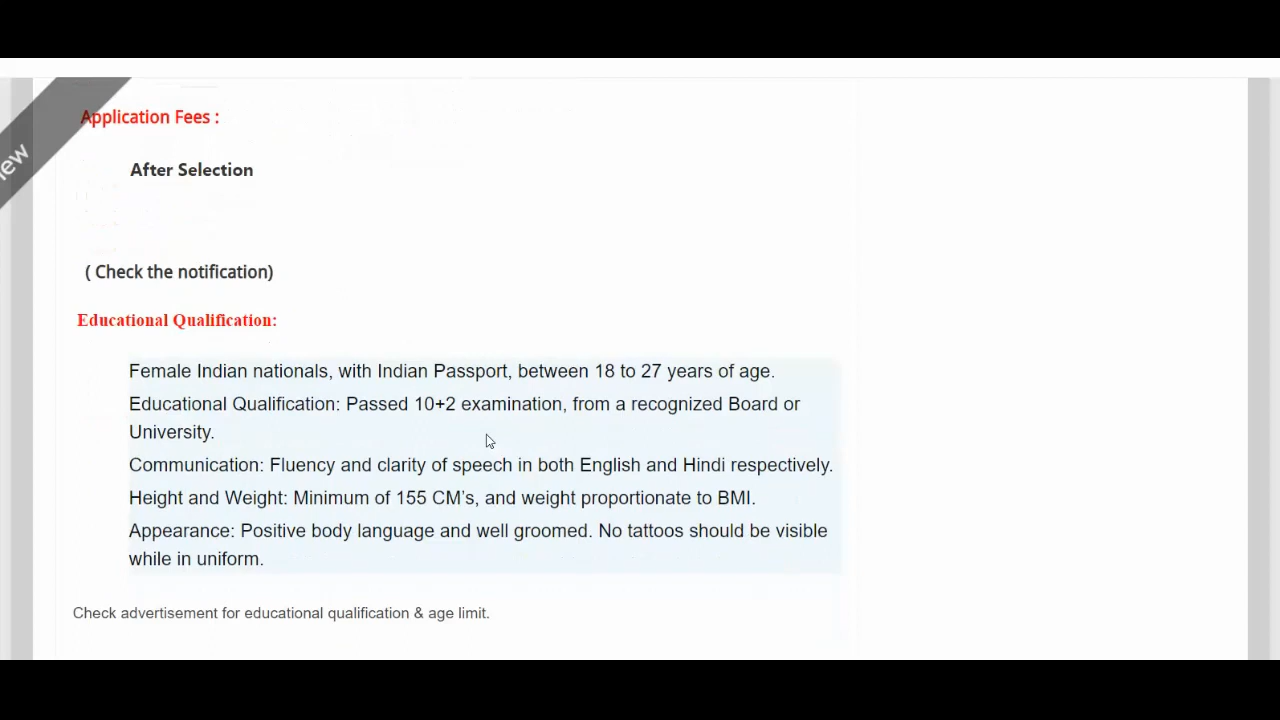 Application Fees :
ew
After Selection
( Check the notification)
Educational Qualification:
Female Indian nationals, with Indian Passport, between 18 to 27 years of age.
Educational Qualification: Passed 10+2 examination, from a recognized Board or
University.
Communication: Fluency and clarity of speech in both English and Hindi respectively.
Height and Weight: Minimum of 155 CM's, and weight proportionate to BMI.
Appearance: Positive body language and well groomed. No tattoos should be visible
while in uniform.
Check advertisement for educational qualification & age limit.